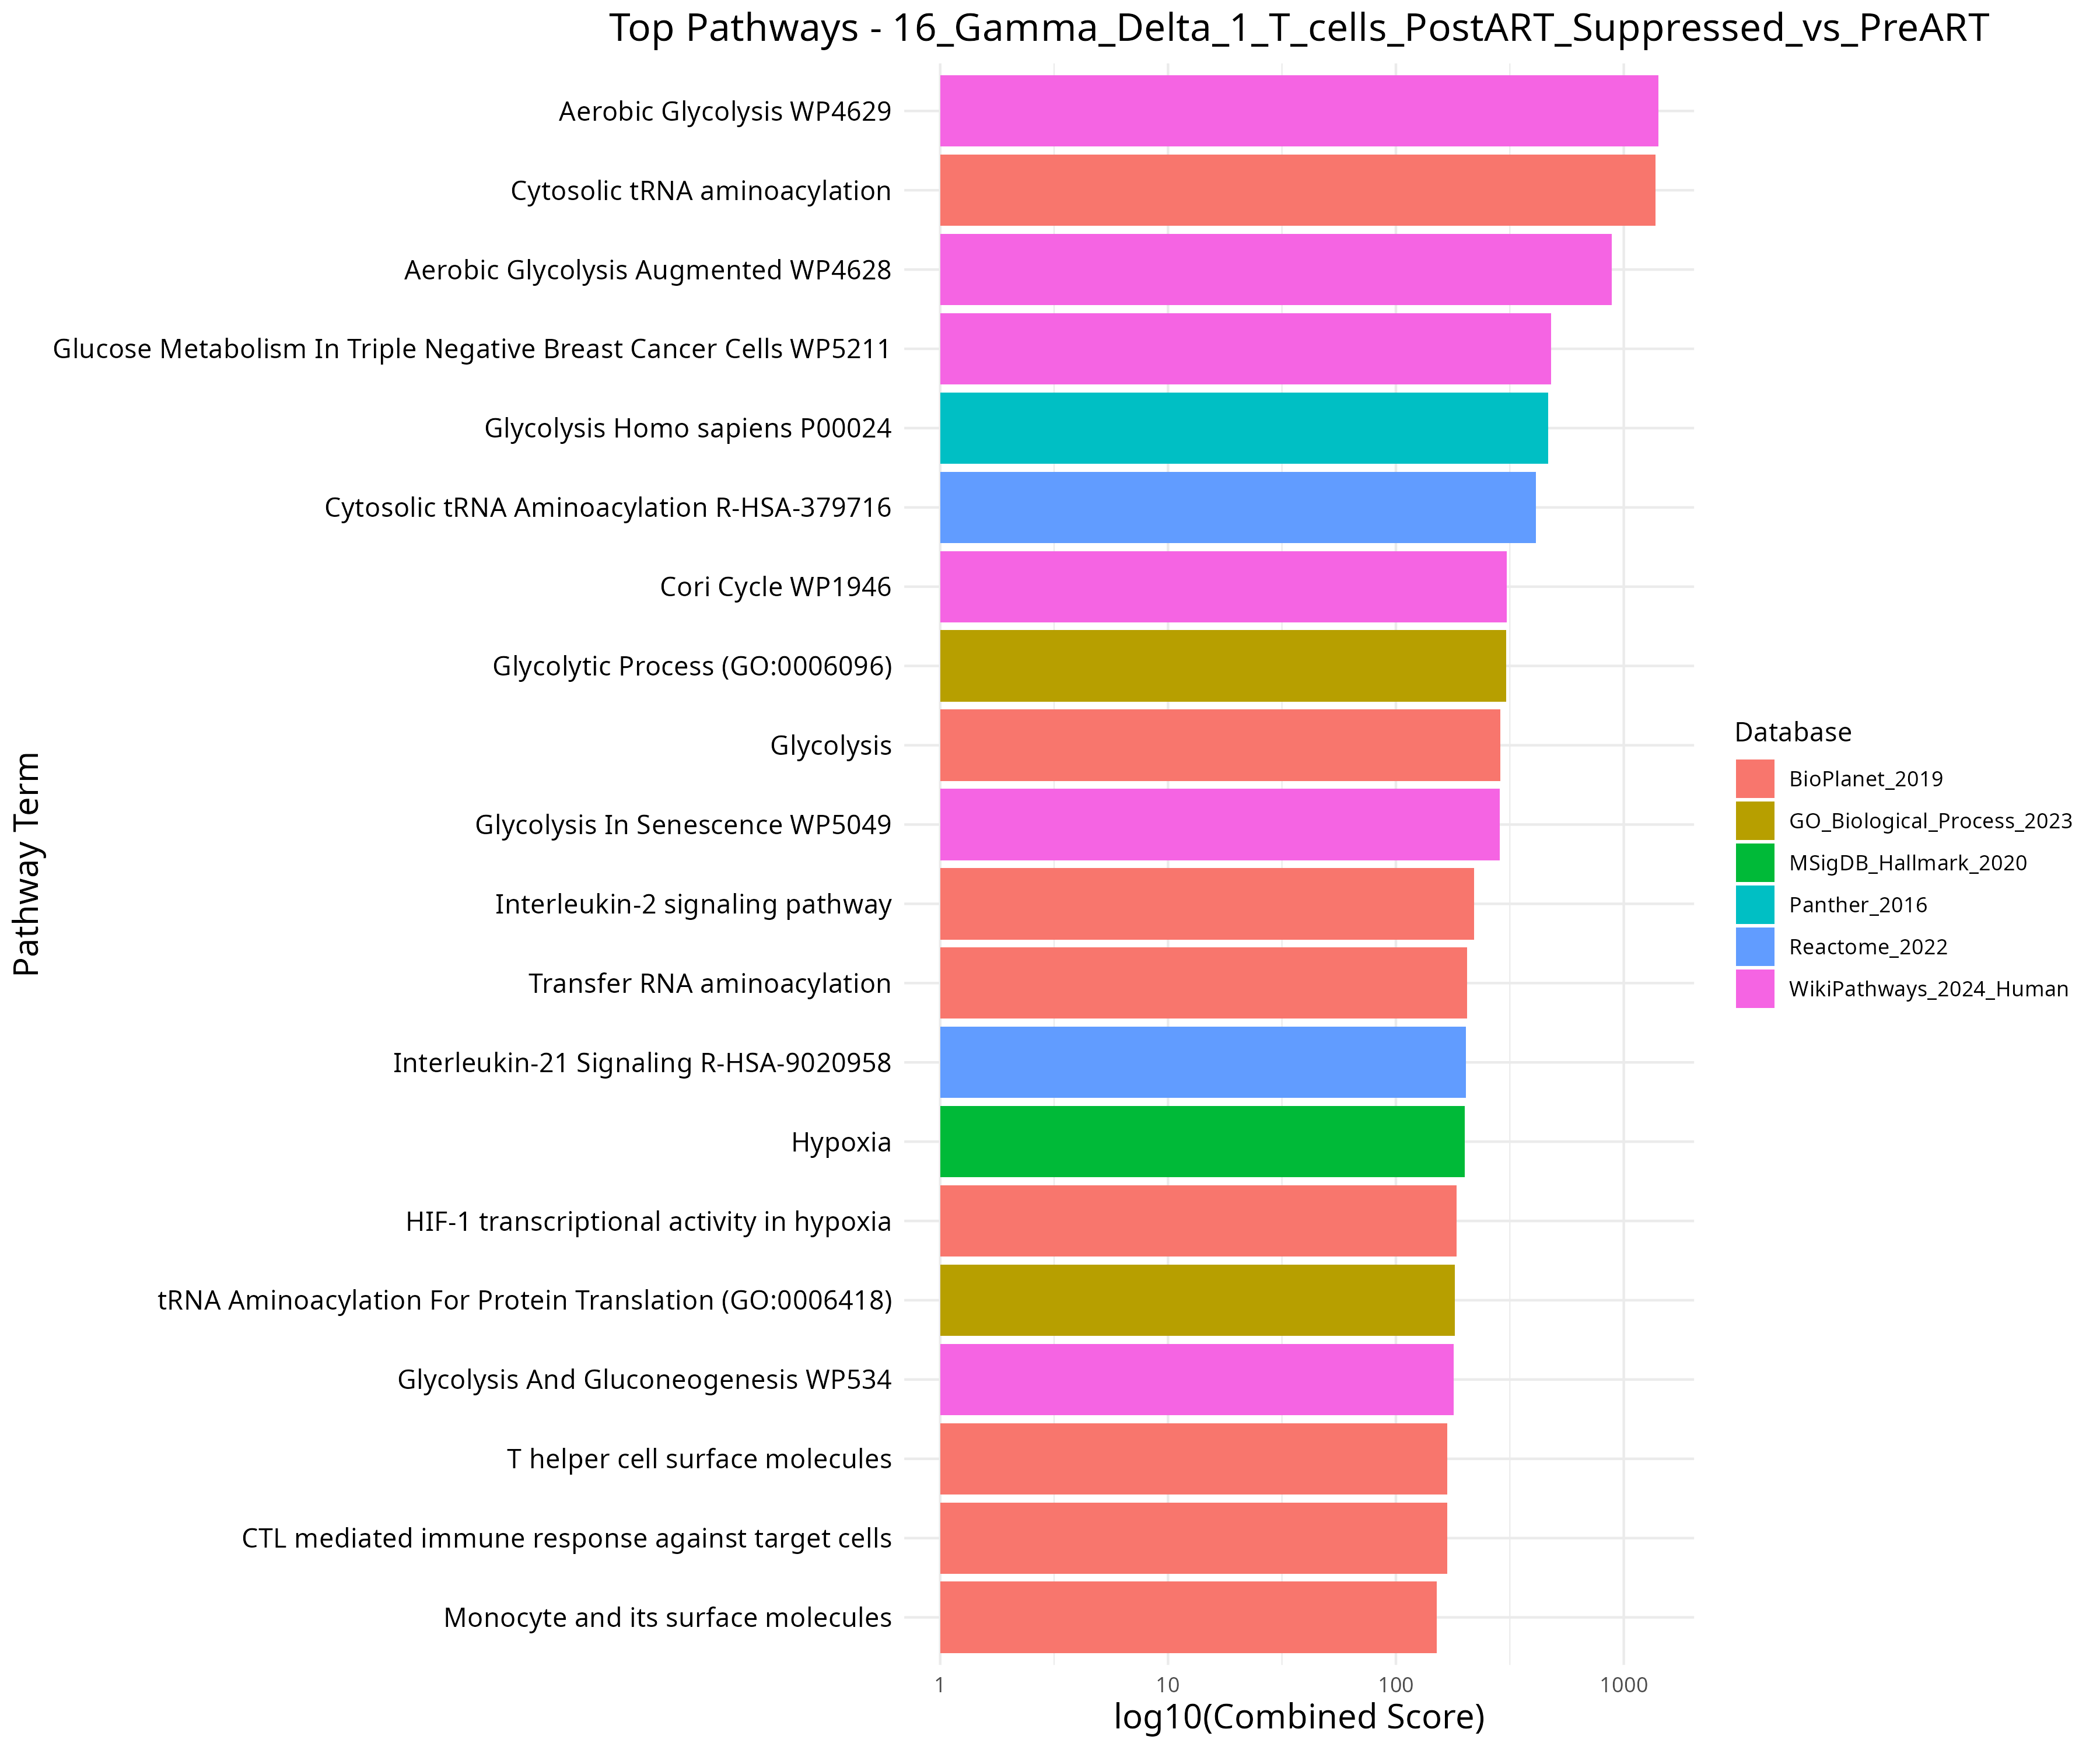 Top Pathways - 16_Gamma_Delta_1_T_cells_PostART_Suppressed_vs_PreART
Pathway Term
Aerobic Glycolysis WP4629
Cytosolic tRNA aminoacylation
Aerobic Glycolysis Augmented WP4628
Glucose Metabolism In Triple Negative Breast Cancer Cells WP5211
Glycolysis Homo sapiens P00024
Cytosolic tRNA Aminoacylation R-HSA-379716
Cori Cycle WP1946
Glycolytic Process (GO:0006096)
Glycolysis
Glycolysis In Senescence WP5049
Interleukin-2 signaling pathway
Transfer RNA aminoacylation
Interleukin-21 Signaling R-HSA-9020958
Hypoxia
HIF-1 transcriptional activity in hypoxia
tRNA Aminoacylation For Protein Translation (GO:0006418)
Glycolysis And Gluconeogenesis WP534
T helper cell surface molecules
CTL mediated immune response against target cells
Monocyte and its surface molecules
1 10 100 1000
log10(Combined Score)
Database
BioPlanet_2019
GO_Biological_Process_2023
MSigDB_Hallmark_2020
Panther_2016
Reactome_2022
WikiPathways_2024_Human